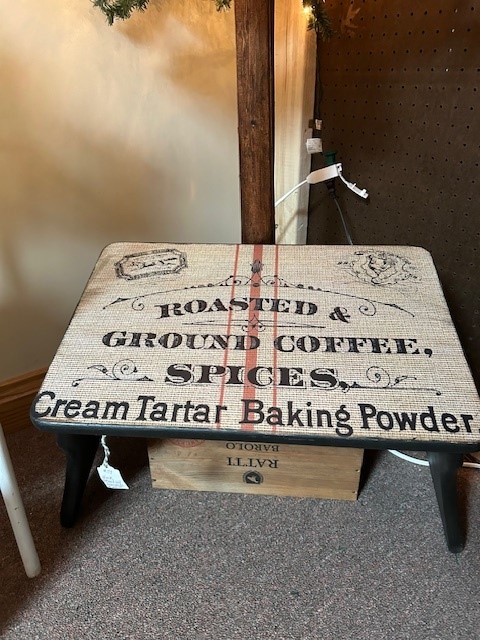 ROASTED &
GROUND COFFEE,
SPICES,
Cream Tartar Baking Powder
RATTI
BAROLO